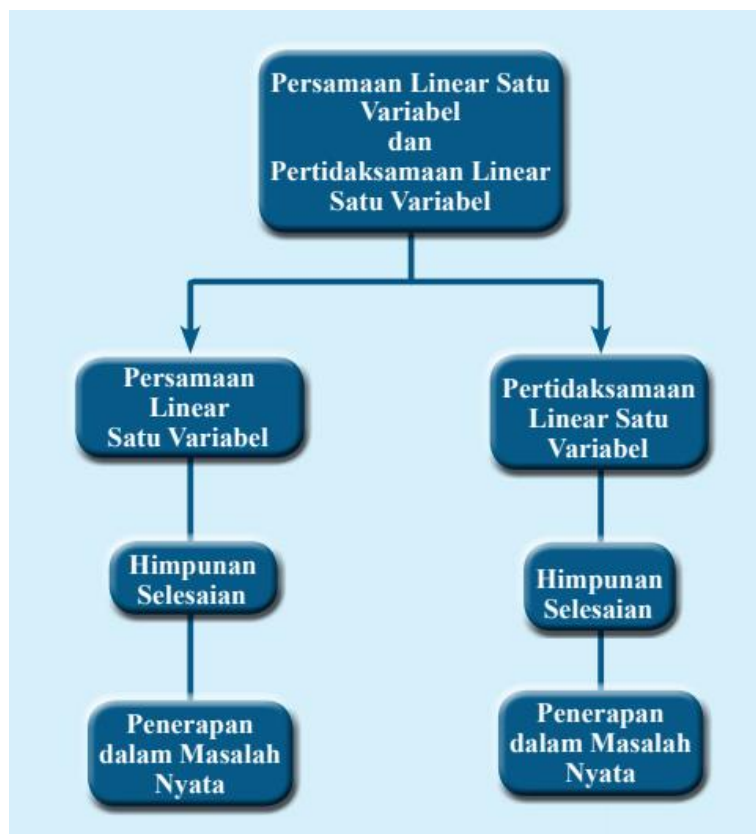 Persamaan Linear Satu
Variabel
dan
Pertidaksamaan Linear
Satu Variabel
Persamaan
Linear
Satu Variabel
Pertidaksamaan
Linear Satu
Variabel
Himpunan
Selesaian
Himpunan
Selesaian
Penerapan
dalam Masalah
Nyata
Penerapan
dalam Masalah
Nyata